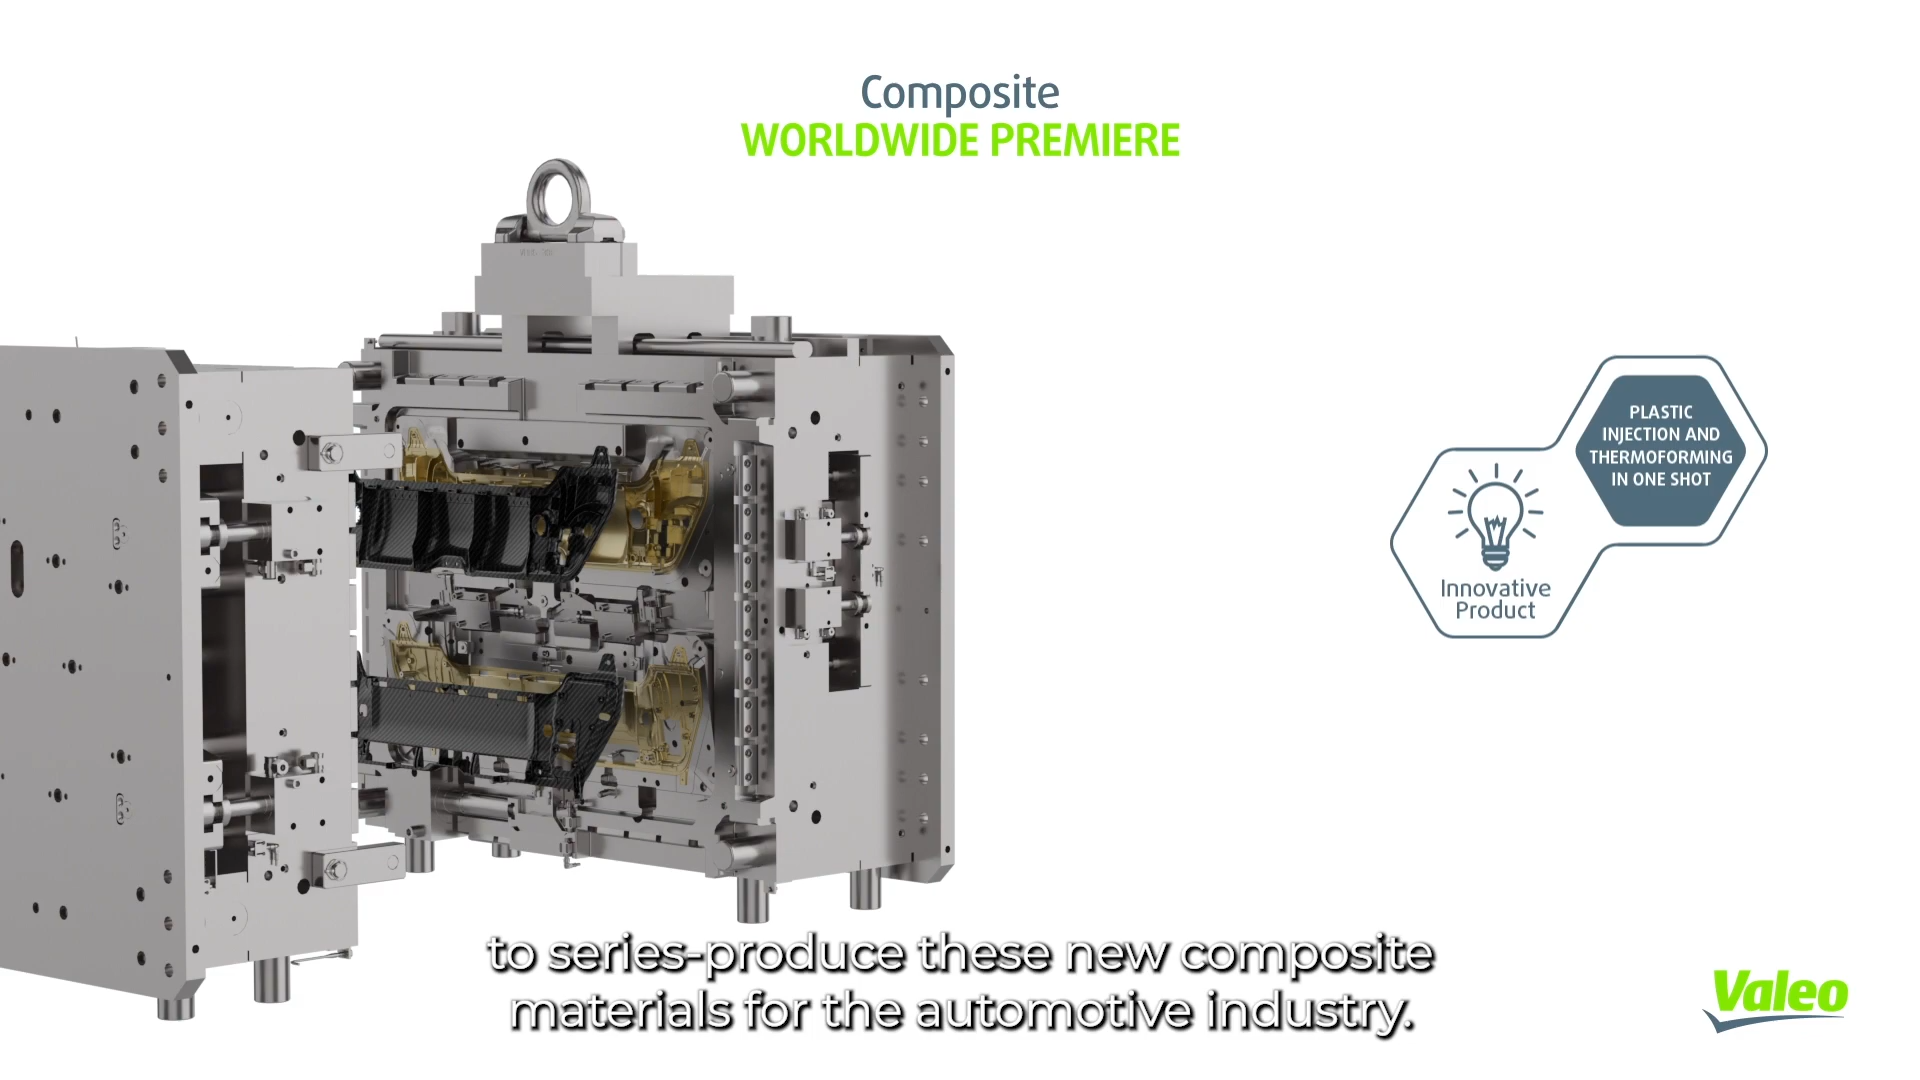 Composite
WORLDWIDE PREMIERE
PLASTIC
INJECTION AND
THERMOFORMING
IN ONE SHOT
Innovative
Product
to series-produce these new composite
materials for the automotive industry.
Valeo